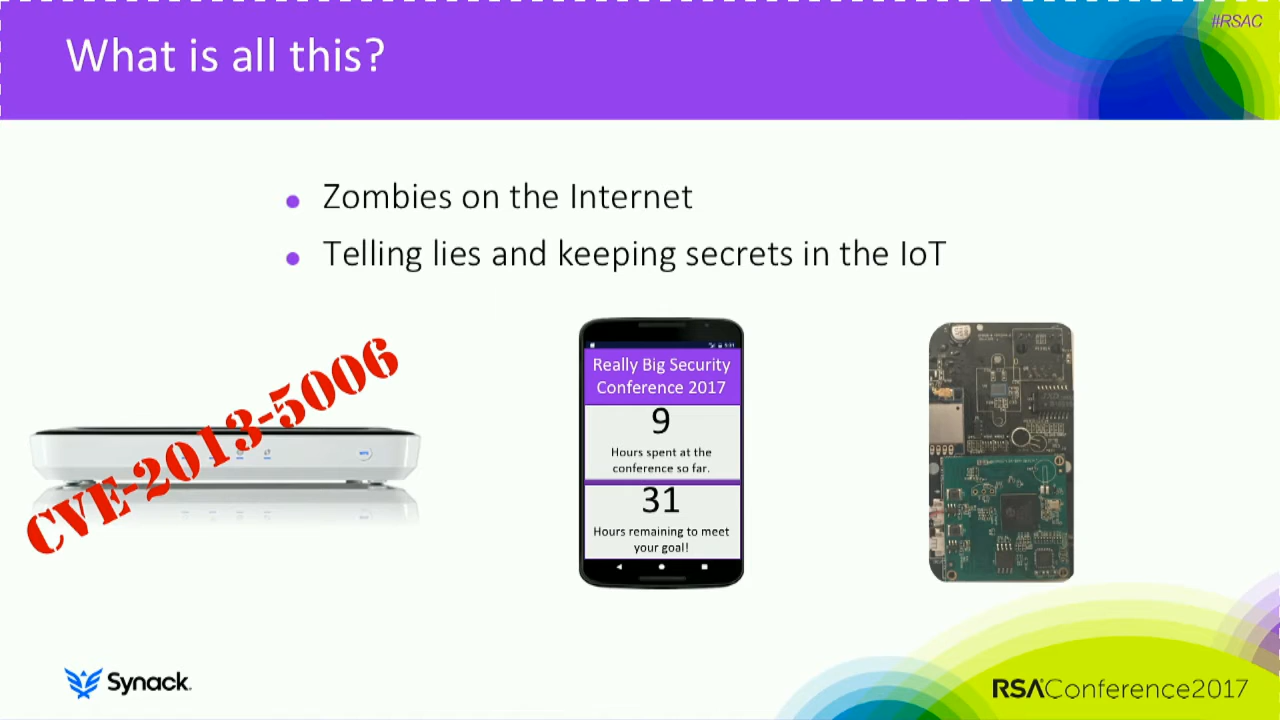 #RSAC
What is all this?
Zombies on the Internet
Telling lies and keeping secrets in the IoT
CVE-2013-5006
Really Big Security
Conference 2017
9
Hours spent at the
conference so far.
31
Hours remaining to meet
your goal!
Synack
RSAConference2017